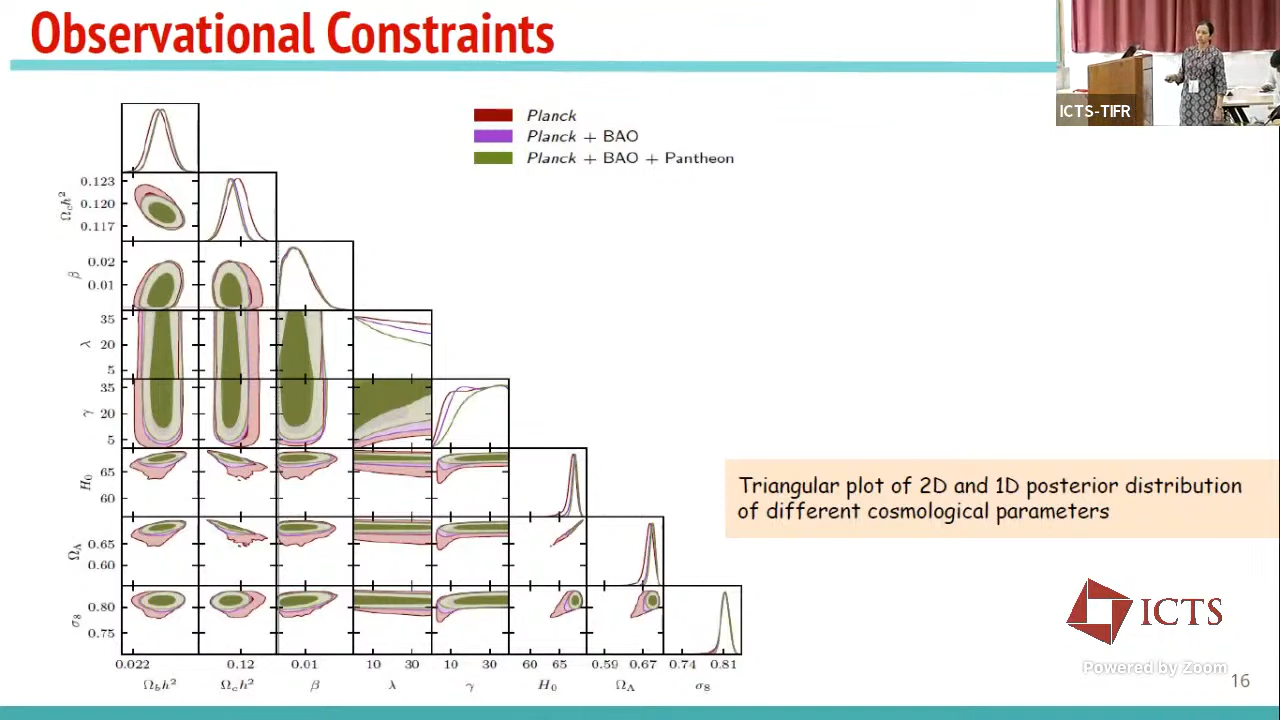 Observational Constraints
ICTS-TIFR
Planck
Planck + BAO
Planck + BAO + Pantheon
0.123
0.120
0.117
Ωch²
0.02
0.01
β
35
20
5
λ
35
20
5
γ
65
60
H0
0.65
0.60
ΩΛ
0.80
0.75
σ8
0.022 0.12 0.01 10 30 10 30 60 65 0.59 0.67 0.74 0.81
Ωbh² Ωch² β λ γ H0 ΩΛ σ8
Triangular plot of 2D and 1D posterior distribution
of different cosmological parameters
ICTS
Powered by Zoom
16